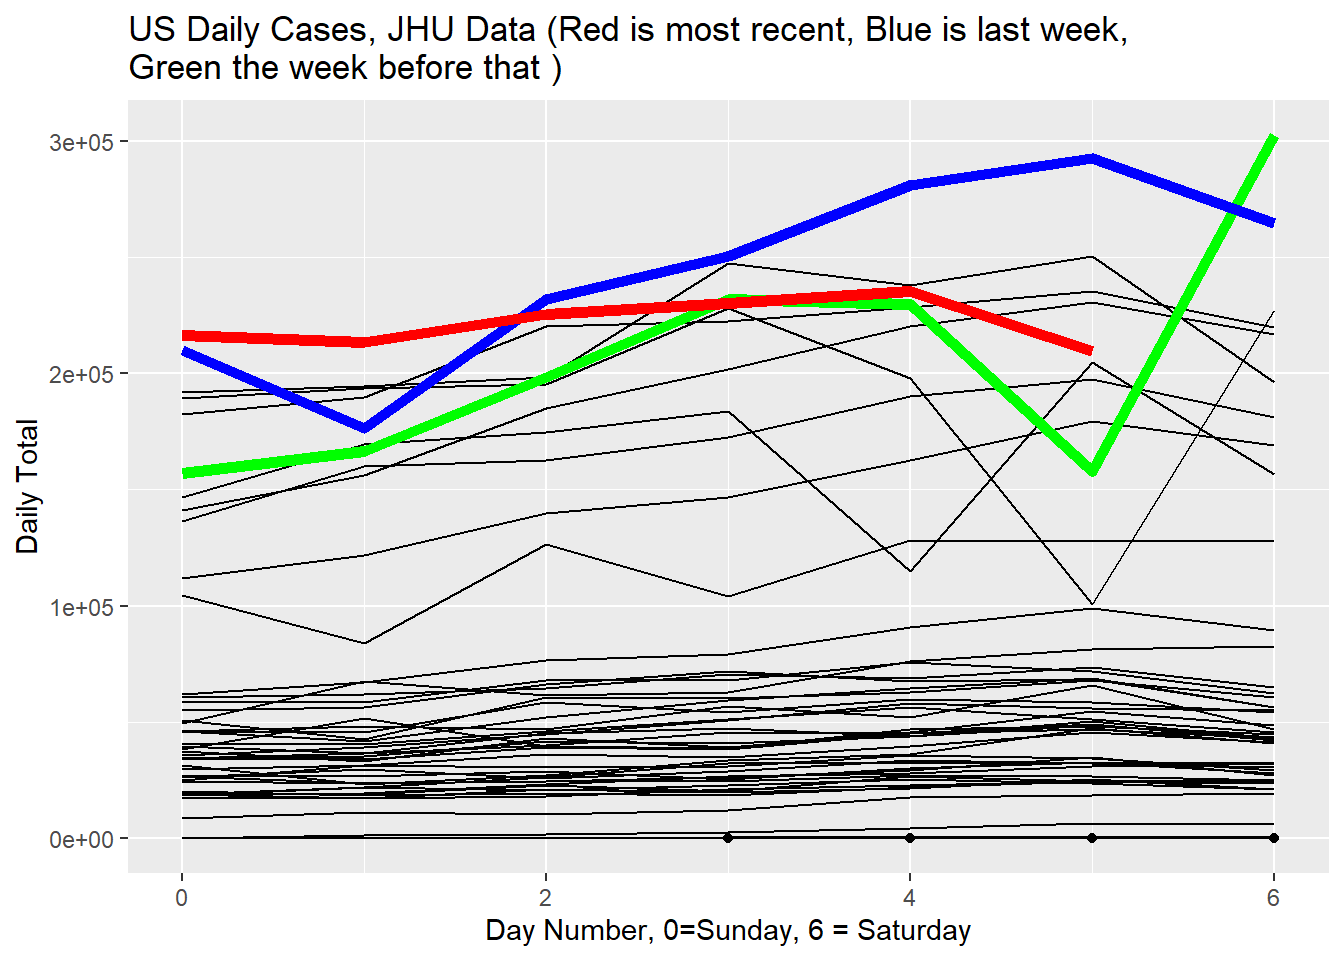 US Daily Cases, JHU Data (Red is most recent, Blue is last week,
Green the week before that )
3e+05
2e+05
1e+05
0e+00
Daily Total
0
2
4
6
Day Number, 0=Sunday, 6 = Saturday